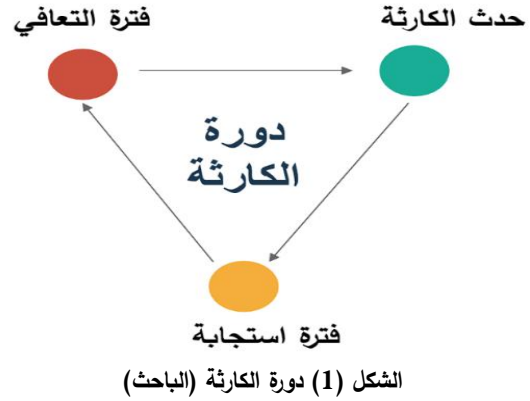 حدث الكارثة
فترة التعافي
دورة
الكارثة
فترة استجابة
الشكل (1) دورة الكارثة (الباحث)